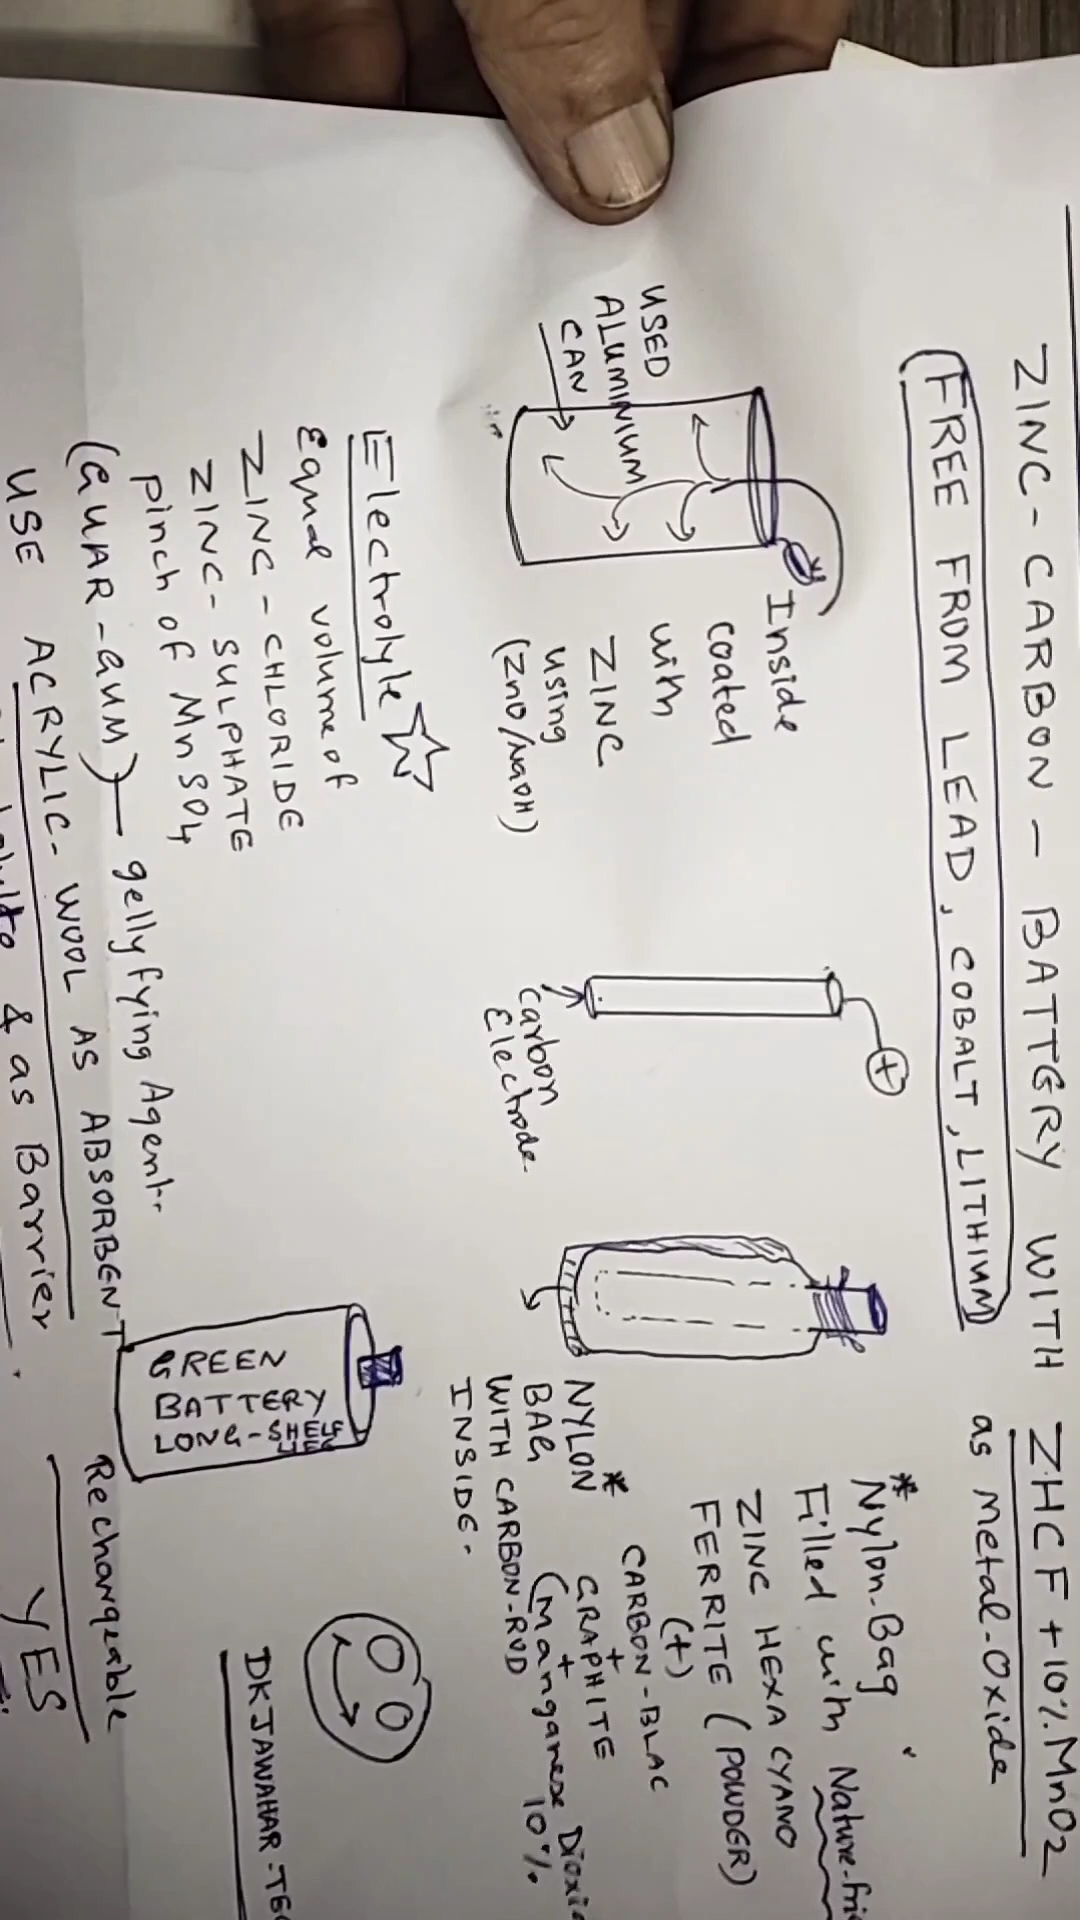 ZINC-CARBON - BATTERY WITH ZHCF+10%.MnO2
as Metal-Oxide
FREE FROM LEAD, COBALT, LITHIUM
USED
ALUMINIUM
CAN
Inside
coated
with
ZINC
using
(ZnO/NaOH)
+
Carbon
Electrode
NYLON *
BAG
WITH CARBON-ROD
INSIDE.
* Nylon-Bag
Filled with Nature-
ZINC HEXA CYANO
FERRITE (POWDER)
(+)
CARBON-BLAC
+
GRAPHITE
+
(Manganese
10%.
Electrolyte
Equal volume of
ZINC-CHLORIDE
ZINC-SULPHATE
pinch of MnSO4
(GUAR-GUM) gellyfying Agent.
USE ACRYLIC-WOOL AS ABSORBENT
& as Barrier.
GREEN
BATTERY
LONG-SHELF
DKJAWAHAR-
Rechargeable
YES